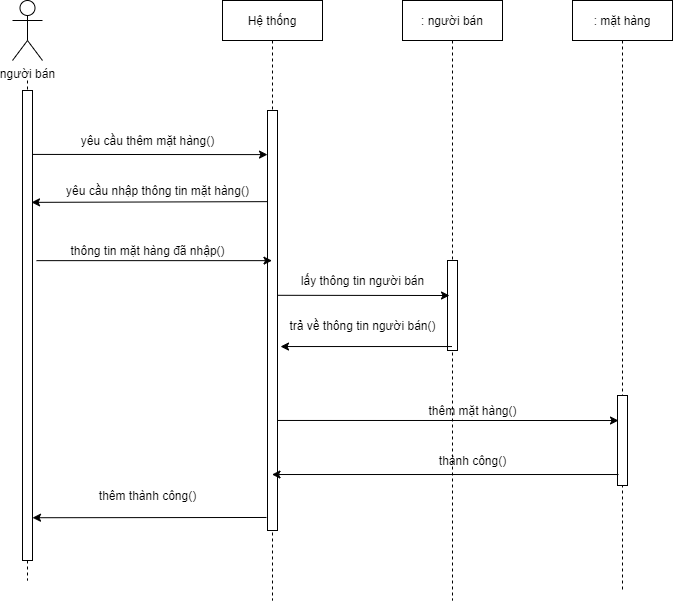 Hệ thống
: người bán
: mặt hàng
người bán
yêu cầu thêm mặt hàng()
yêu cầu nhập thông tin mặt hàng()
thông tin mặt hàng đã nhập()
lấy thông tin người bán
trả về thông tin người bán()
thêm mặt hàng()
thành công()
thêm thành công()